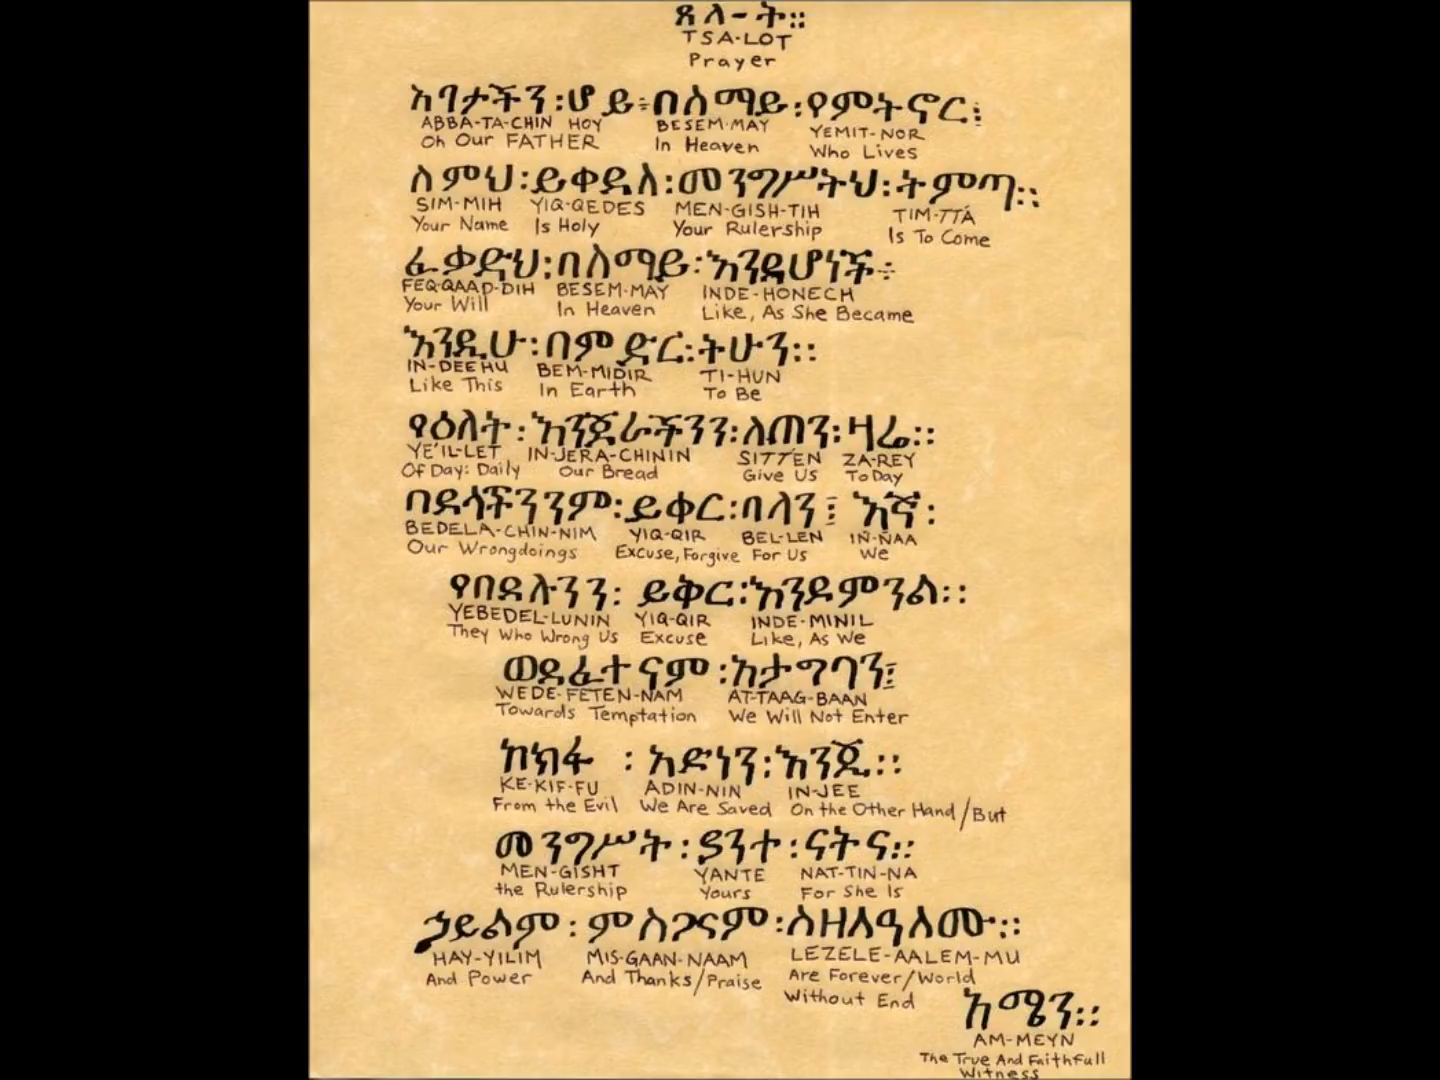 ጸለ-ት፡፡
TSA-LOT
Prayer
አባታችን፡ሆይ፡በስማይ፡የምትኖር፤
ABBA-TA-CHIN HOY BESEM-MAY YEMIT-NOR
Oh Our FATHER In Heaven Who Lives
ስምህ፡ይቀደስ፡መንግሥትህ፡ትምጣ፡፡
SIM-MIH YIQ-QEDES MEN-GISH-TIH TIM-TTA
Your Name Is Holy Your Rulership Is To Come
ፈቃድህ፡በሰማይ፡እንደሆነች፡
FEQ-QAAD-DIH BESEM-MAY INDE-HONECH
Your Will In Heaven Like, As She Became
እንዲሁ፡በምድር፡ትሁን፡፡
IN-DEEHU BEM-MIDIR TI-HUN
Like This In Earth To Be
የዕለት፡እንጀራችንን፡ስጠን፡ዛሬ፡፡
YE'IL-LET IN-JERA-CHININ SITTEN ZA-REY
Of Day: Daily Our Bread Give Us ToDay
በደላችንንም፡ይቀር፡በለን፤ እኛ፡
BEDELA-CHIN-NIM YIQ-QIR BEL-LEN IÑ-ÑAA
Our Wrongdoings Excuse, Forgive For Us We
የበደሉንን፡ ይቅር፡እንደምንል፡፡
YEBEDEL-LUNIN YIQ-QIR INDE-MINIL
They Who Wrong Us Excuse Like, As We
ወደፈተናም፡አታግባን፤
WEDE-FETEN-NAM AT-TAAG-BAAN
Towards Temptation We Will Not Enter
ከክፋ ፡ አድነን፡እንጂ፡፡
KE-KIF-FU ADIN-NIN IN-JEE
From the Evil We Are Saved On the Other Hand/But
መንግሥት፡ያንተ፡ናትና፡፡
MEN-GISHT YANTE NAT-TIN-NA
the Rulership Yours For She Is
ኃይልም፡ምስጋናም፡ስዘለዓለሙ፡፡
HAY-YILIM MIS-GAAN-NAAM LEZELE-AALEM-MU
And Power And Thanks/Praise Are Forever/World
Without End
አሜን፡፡
AM-MEYN
The True And Faithfull
Witness